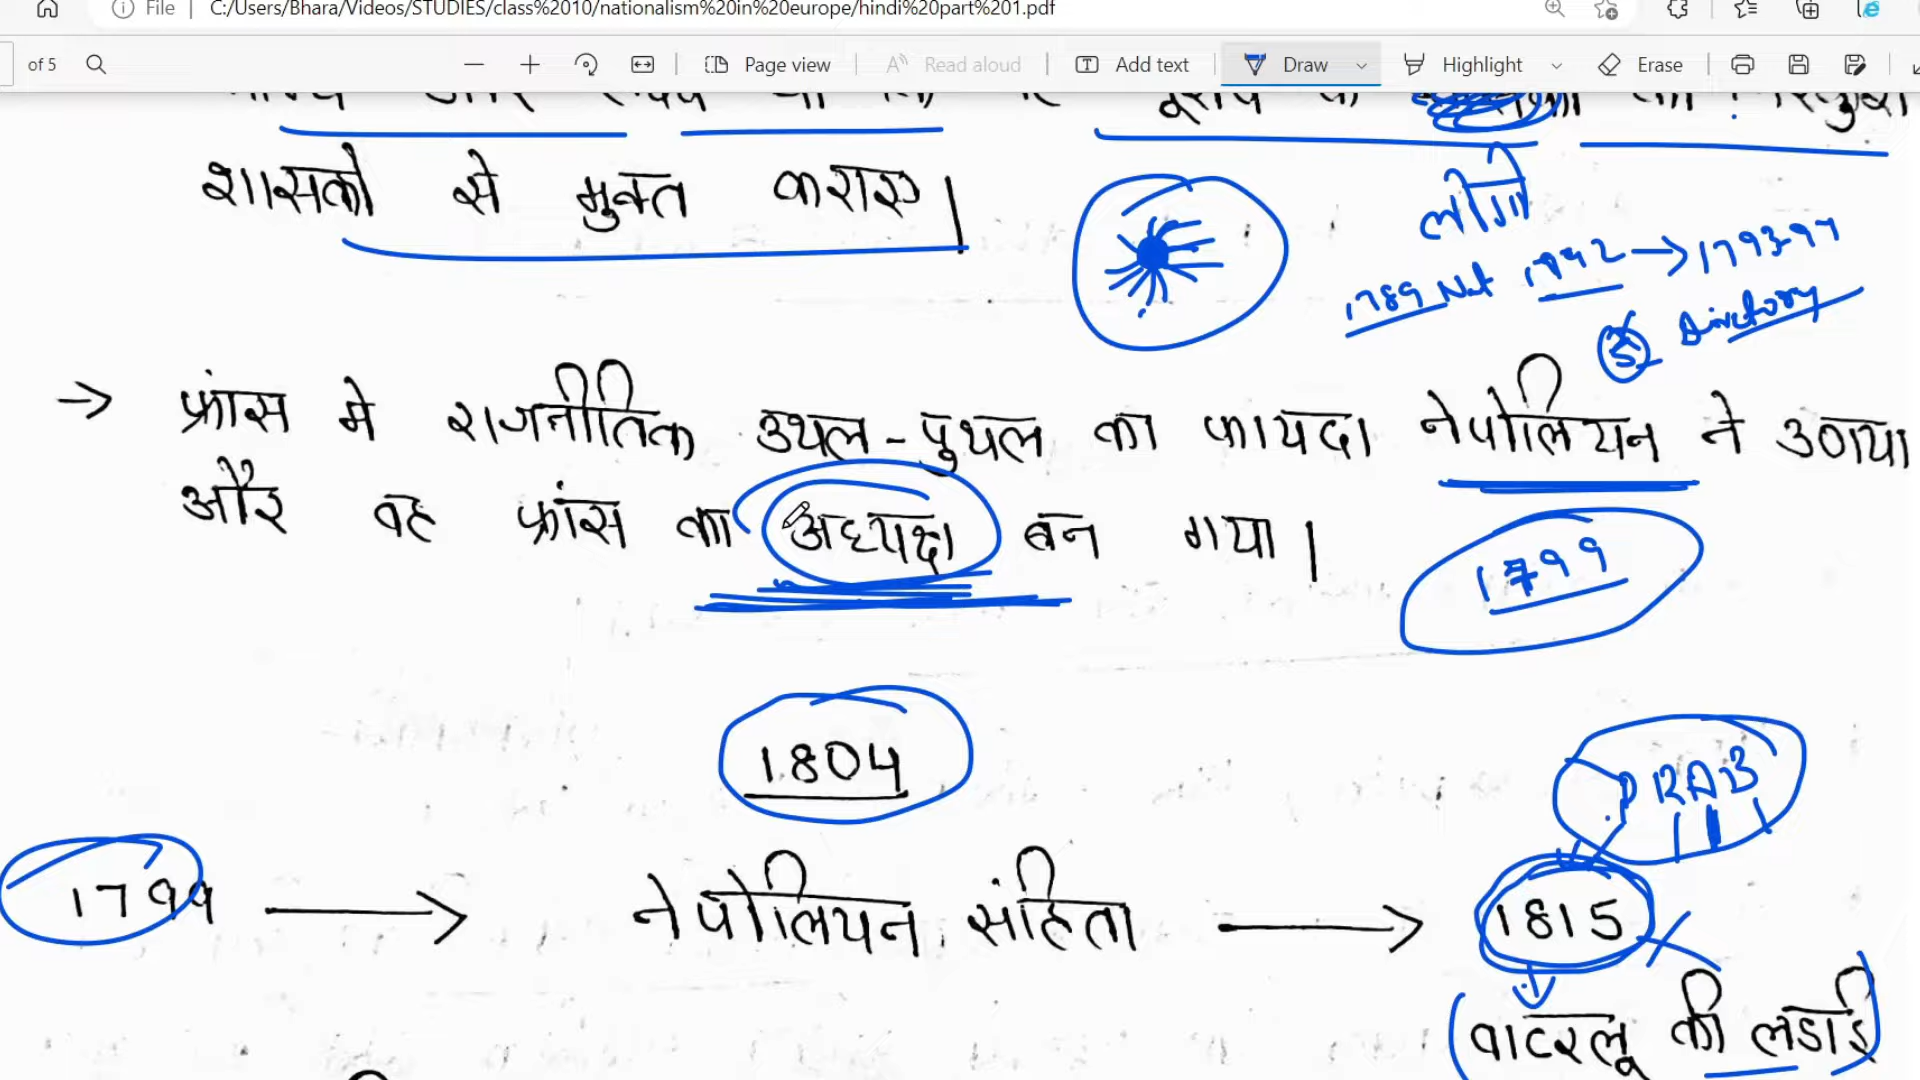 File | C:/Users/Bhara/Videos/STUDIES/class%2010/nationalism%20in%20europe/hindi%20part%201.pdf
of 5 Page view Read aloud Add text Draw Highlight Erase
शासको से मुक्त कराए।
लोगो
1789 1792 → 1793-97
5 Directory
→ फ्रांस मे राजनीतिक उथल-पुथल का फायदा नेपोलियन ने उठाया
और वह फ्रांस का अध्यक्ष बन गया।
1799
1804
PRAB
1799 → नेपोलियन संहिता → 1815
(वाटरलू की लडाई)